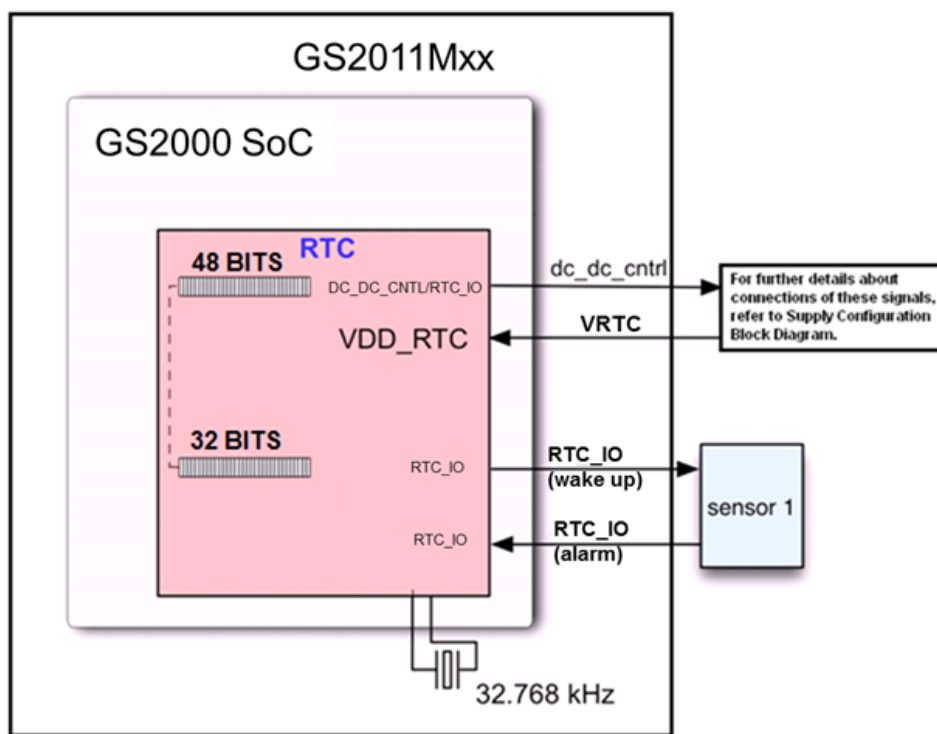 GS2011Mxx
GS2000 SoC
RTC
48 BITS
DC_DC_CNTL/RTC_IO
dc_dc_cntrl
For further details about
connections of these signals,
refer to Supply Configuration
Block Diagram.
VDD_RTC
VRTC
32 BITS
RTC_IO
RTC_IO
(wake up)
sensor 1
RTC_IO
RTC_IO
(alarm)
32.768 kHz